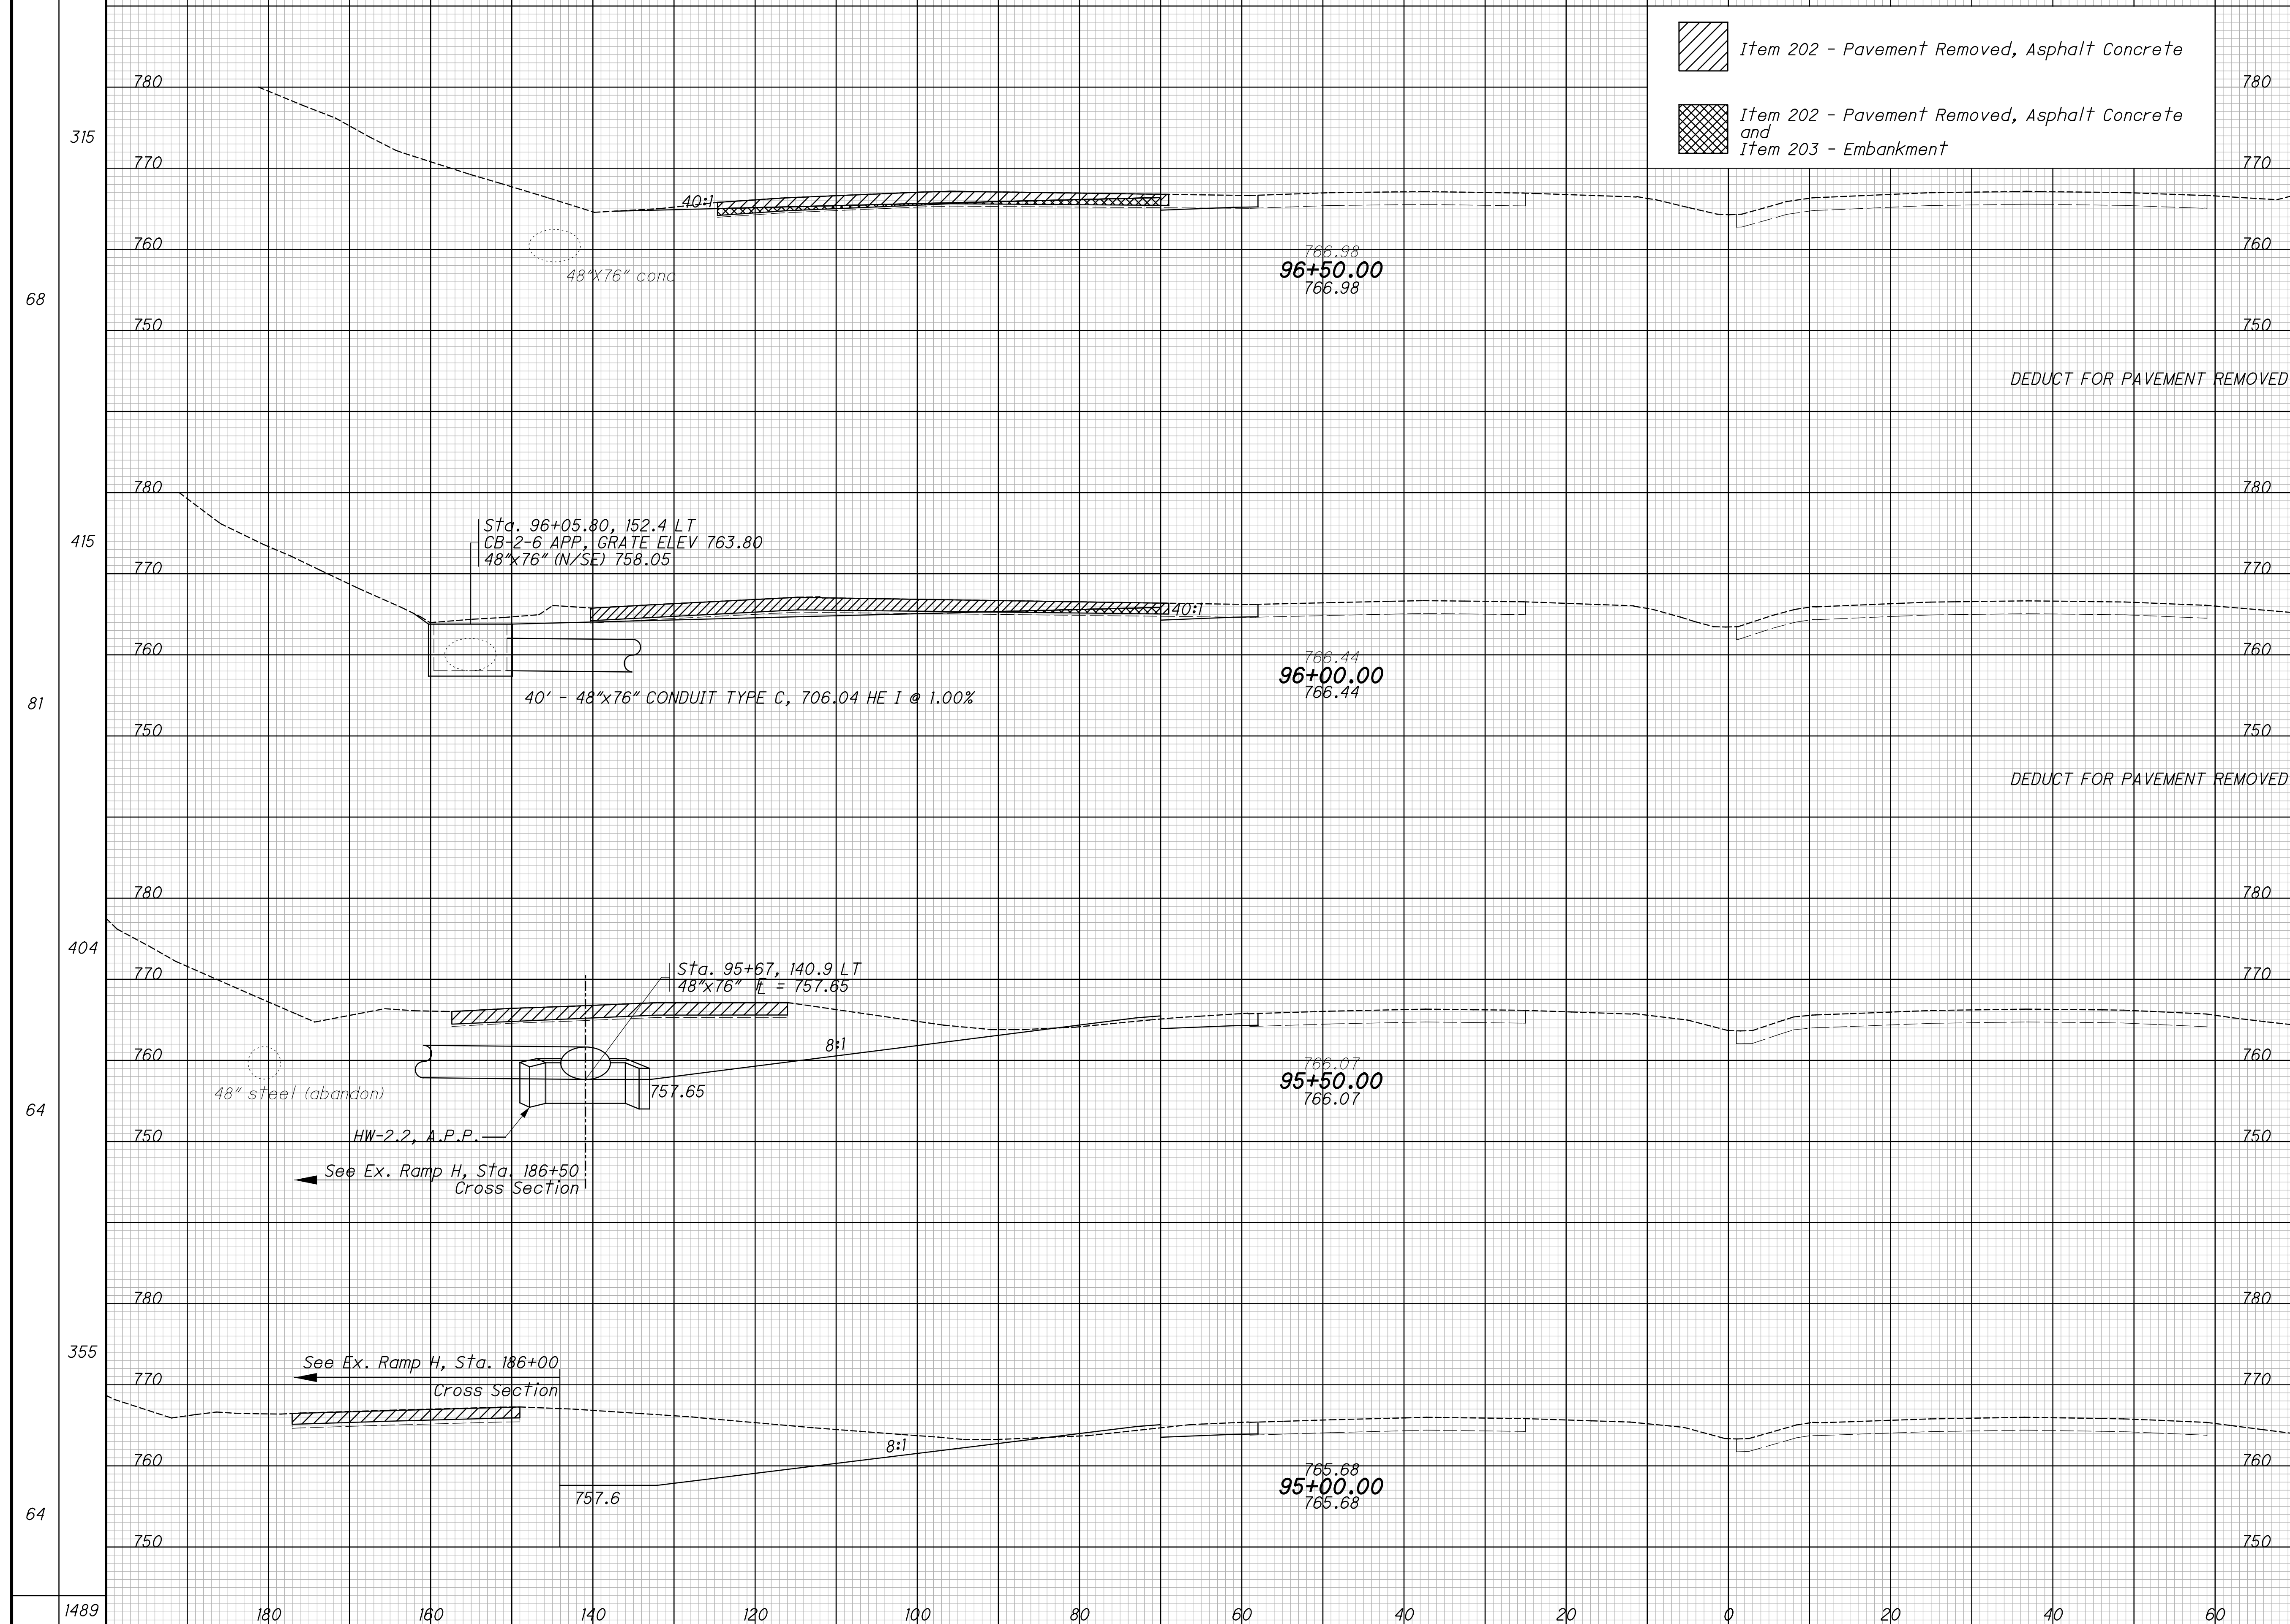 Item 202 - Pavement Removed, Asphalt Concrete
Item 202 - Pavement Removed, Asphalt Concrete
and
Item 203 - Embankment
780
780
315
770
770
40:1
760
760
48"X76" conc
766.98
96+50.00
766.98
68
750
750
DEDUCT FOR PAVEMENT REMOVED
780
780
Sta. 96+05.80, 152.4 LT
CB-2-6 APP, GRATE ELEV 763.80
48"x76" (N/SE) 758.05
415
770
770
40:1
760
760
766.44
96+00.00
766.44
40' - 48"x76" CONDUIT TYPE C, 706.04 HE I @ 1.00%
81
750
750
DEDUCT FOR PAVEMENT REMOVED
780
780
404
770
770
Sta. 95+67, 140.9 LT
48"x76" = 757.65
8:1
760
760
48" steel (abandon)
757.65
766.07
95+50.00
766.07
64
HW-2.2, A.P.P.
750
750
See Ex. Ramp H, Sta. 186+50
Cross Section
780
780
355
See Ex. Ramp H, Sta. 186+00
Cross Section
770
770
8:1
760
760
757.6
765.68
95+00.00
765.68
64
750
750
1489
180 160 140 120 100 80 60 40 20 0 20 40 60